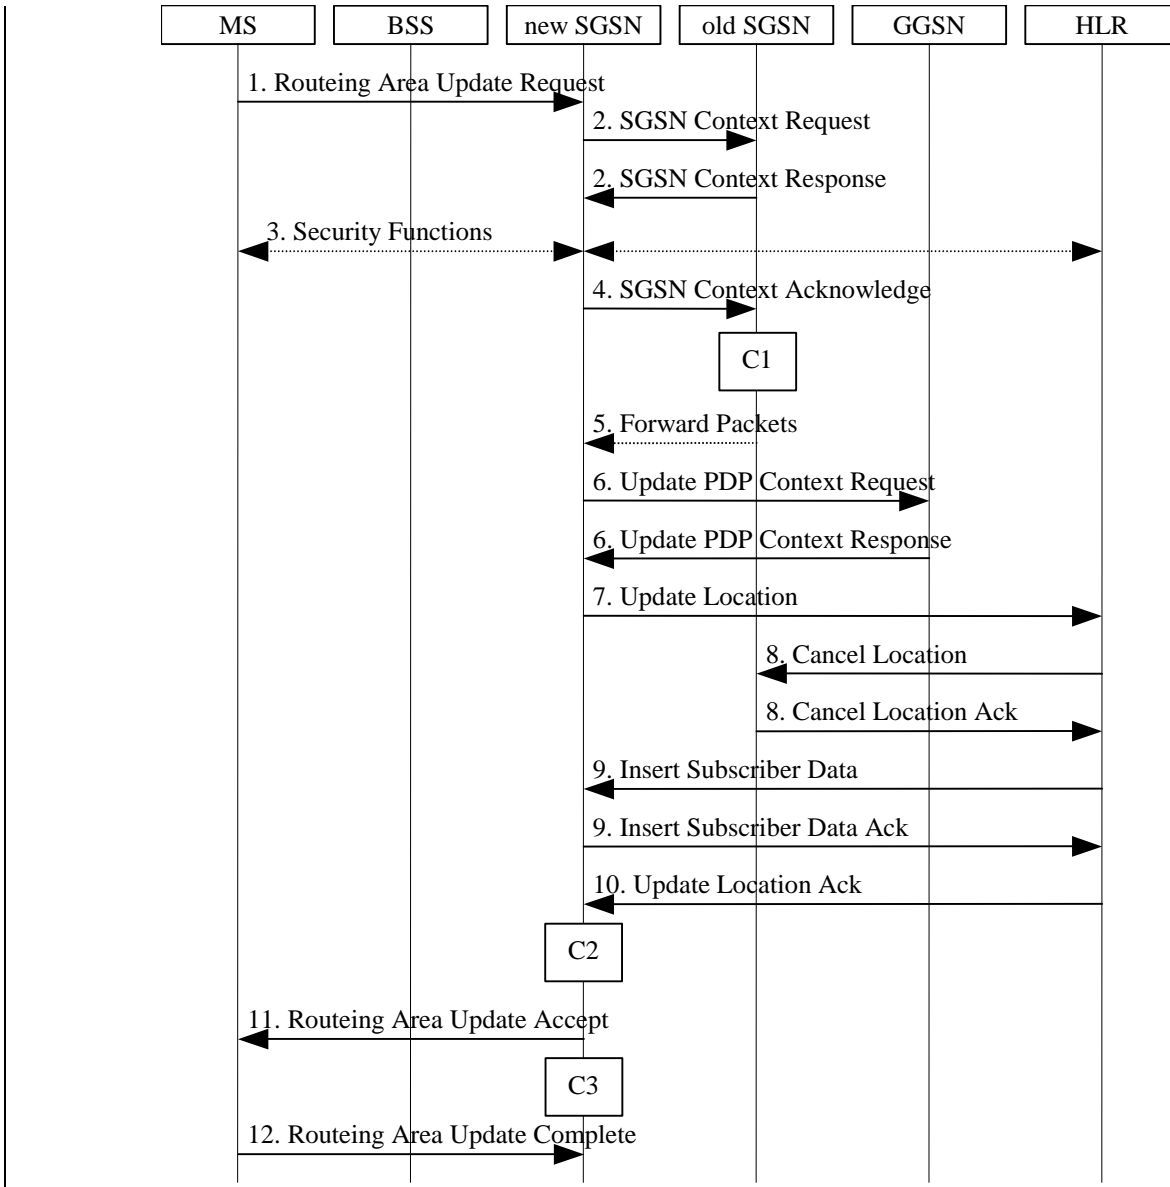 MS BSS new SGSN old SGSN GGSN HLR
1. Routeing Area Update Request
2. SGSN Context Request
2. SGSN Context Response
3. Security Functions
4. SGSN Context Acknowledge
C1
5. Forward Packets
6. Update PDP Context Request
6. Update PDP Context Response
7. Update Location
8. Cancel Location
8. Cancel Location Ack
9. Insert Subscriber Data
9. Insert Subscriber Data Ack
10. Update Location Ack
C2
11. Routeing Area Update Accept
C3
12. Routeing Area Update Complete